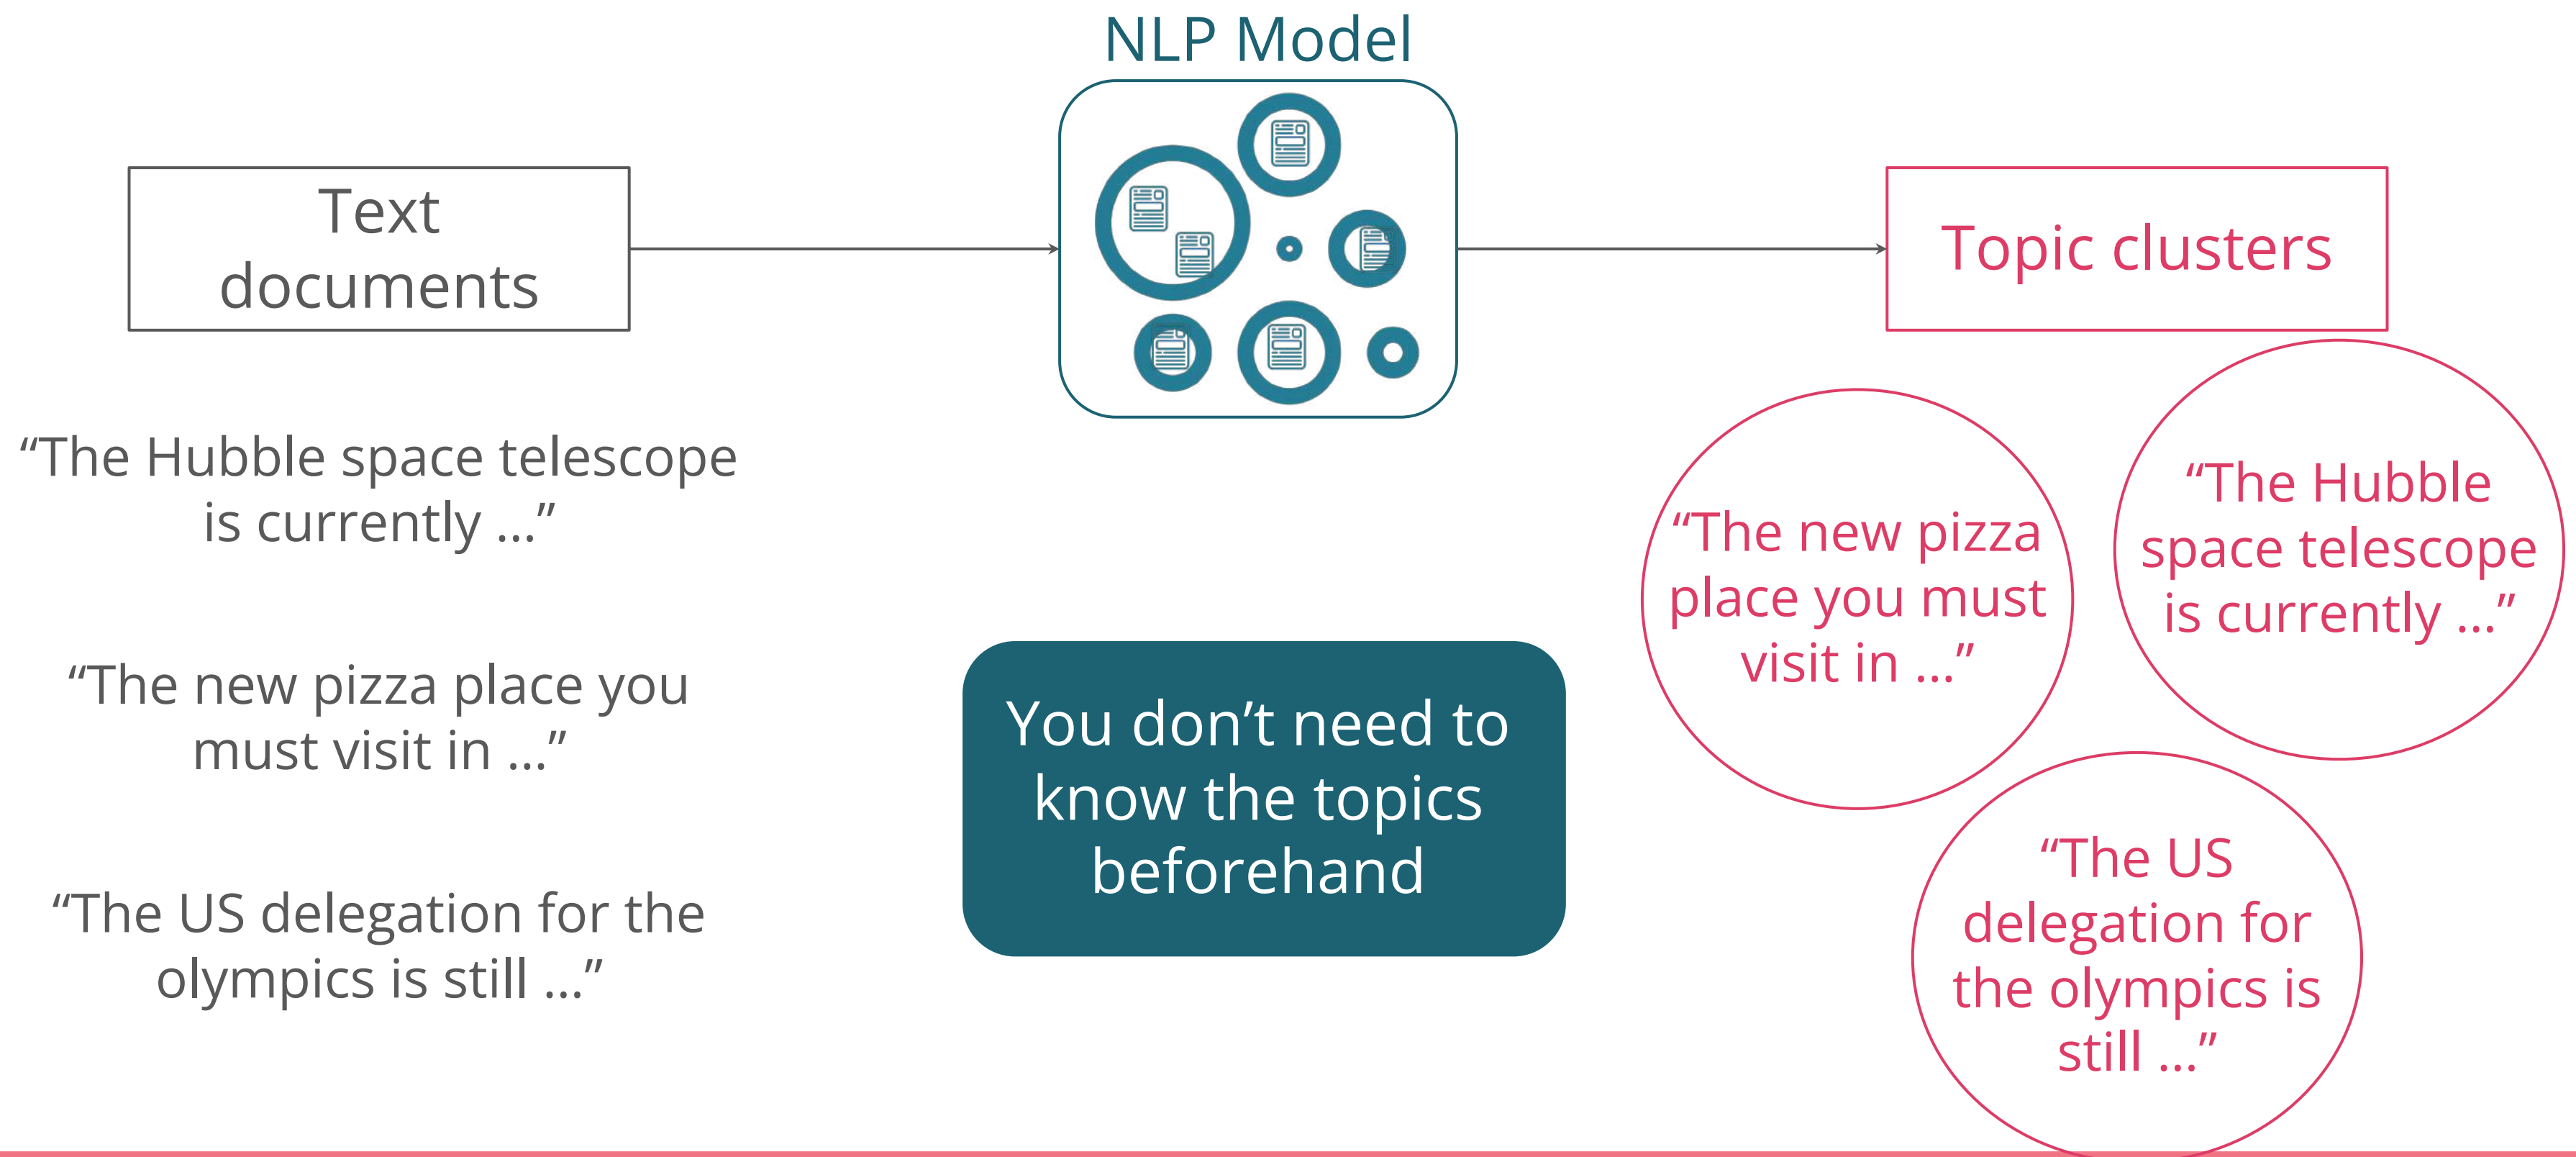 NLP Model
Text
documents
Topic clusters
“The Hubble space telescope
is currently ...”
“The new pizza place you
must visit in ...”
“The US delegation for the
olympics is still ...”
You don’t need to
know the topics
beforehand
“The new pizza
place you must
visit in ...”
“The Hubble
space telescope
is currently ...”
“The US
delegation for
the olympics is
still ...”